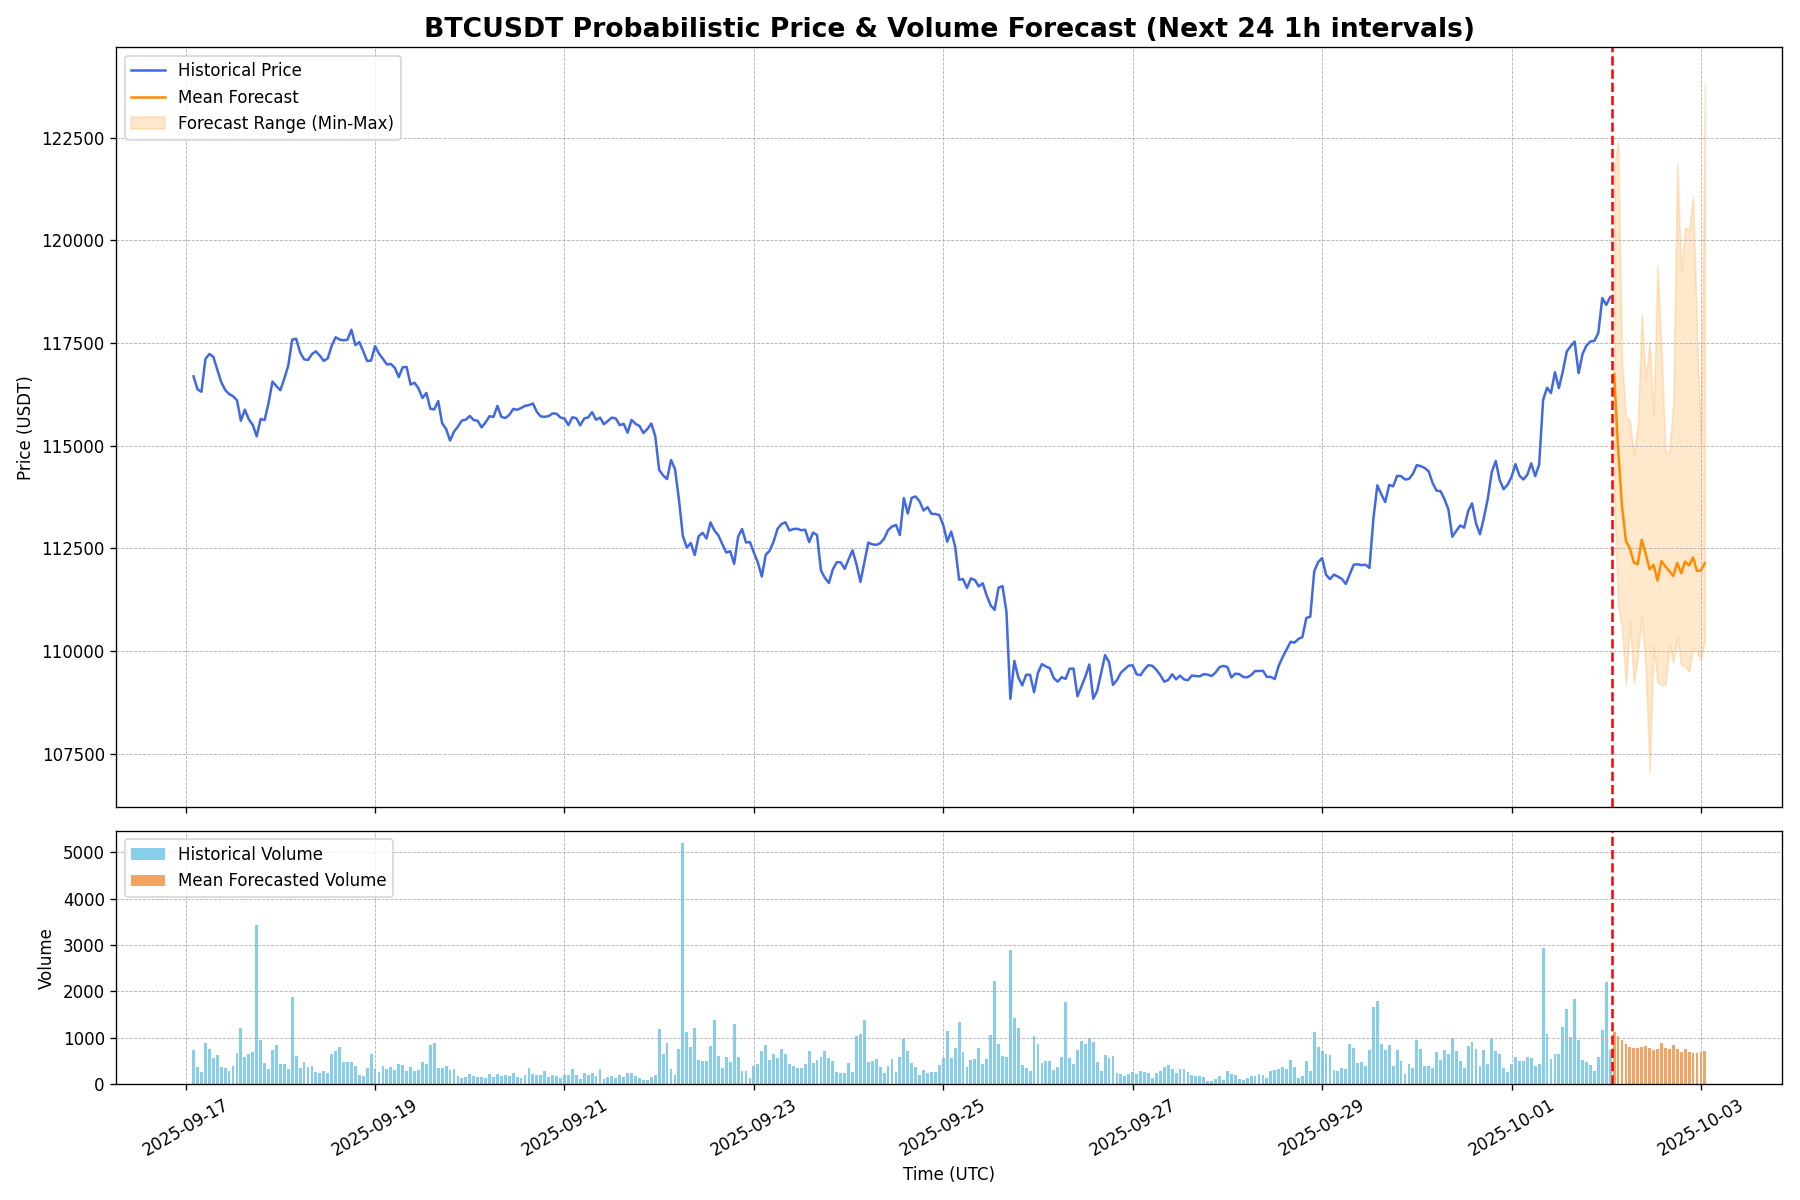 BTCUSDT Probabilistic Price & Volume Forecast (Next 24 1h intervals)
Historical Price
Mean Forecast
Forecast Range (Min-Max)
122500
120000
117500
115000
112500
110000
107500
Price (USDT)
Historical Volume
Mean Forecasted Volume
5000
4000
3000
2000
1000
0
Volume
2025-09-17
2025-09-19
2025-09-21
2025-09-23
2025-09-25
2025-09-27
2025-09-29
2025-10-01
2025-10-03
Time (UTC)